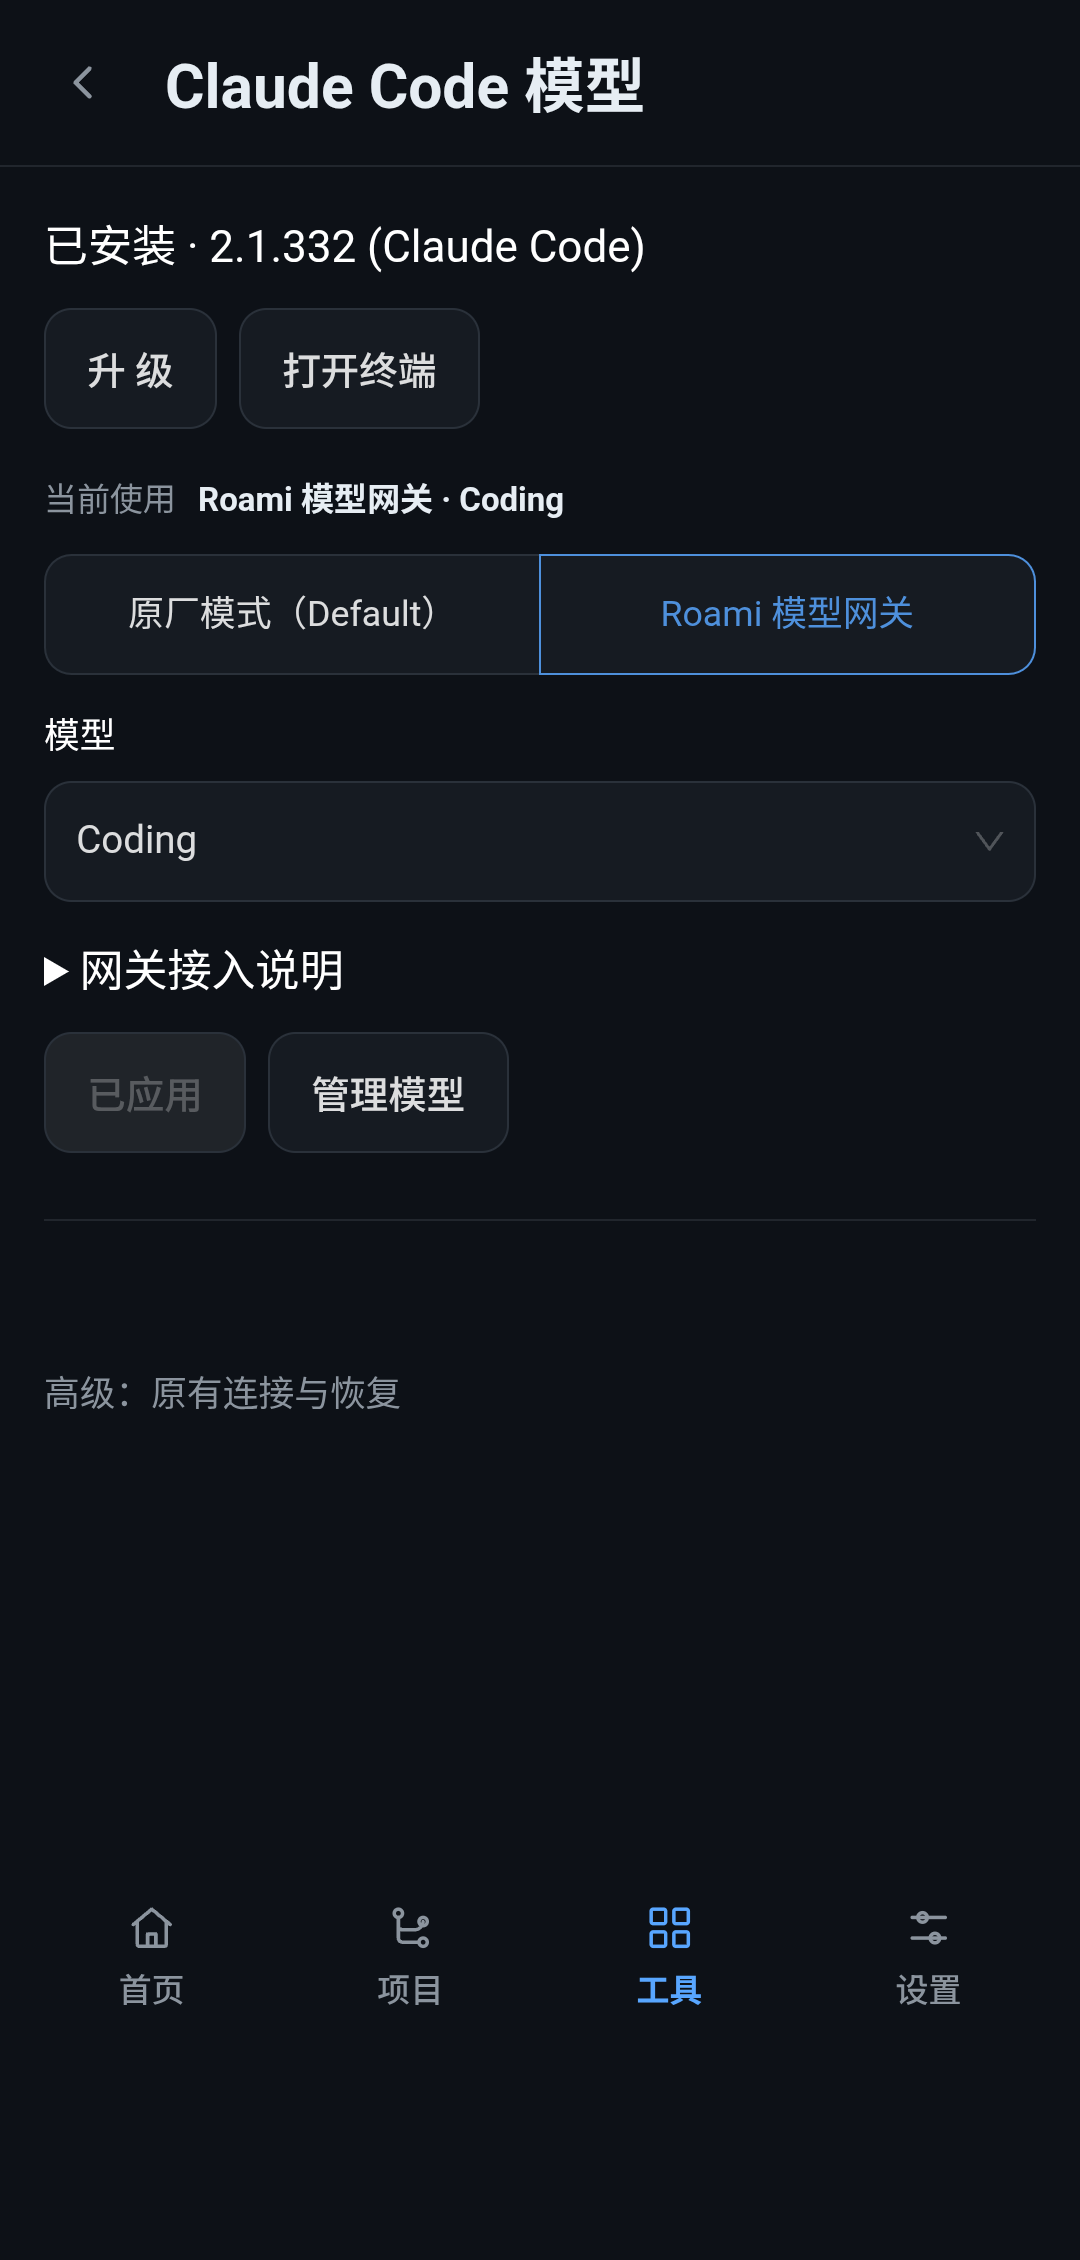 Claude Code 模型
已安装 · 2.1.332 (Claude Code)
升 级 打开终端
当前使用 Roami 模型网关 · Coding
原厂模式（Default） Roami 模型网关
模型
Coding
网关接入说明
已应用 管理模型
高级：原有连接与恢复
首页 项目 工具 设置